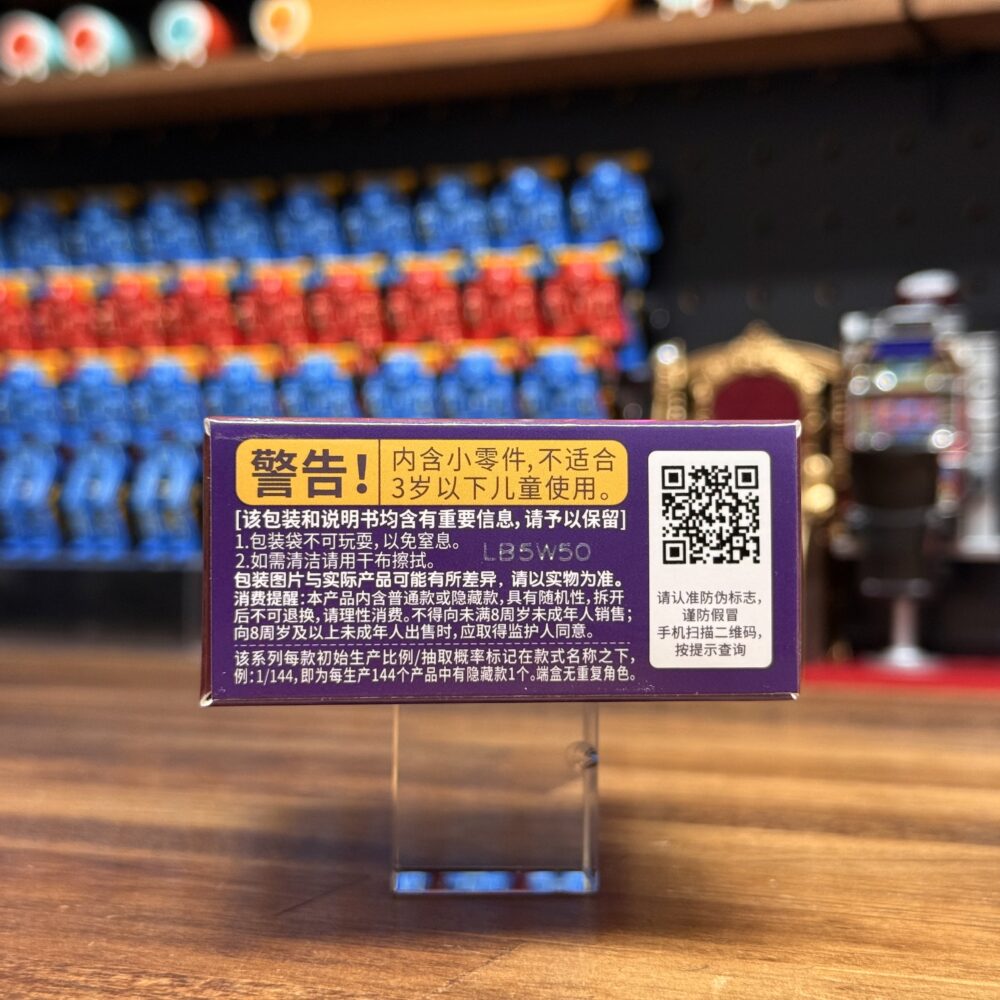 警告！
内含小零件，不适合
3岁以下儿童使用。
[该包装和说明书均含有重要信息，请予以保留]
1.包装袋不可玩耍，以免窒息。
2.如需清洁请用干布擦拭。
LB5W50
包装图片与实际产品可能有所差异，请以实物为准。
消费提醒：本产品内含普通款或隐藏款，具有随机性，拆开
后不可退换，请理性消费。不得向未满8周岁未成年人销售；
向8周岁及以上未成年人出售时，应取得监护人同意。
该系列每款初始生产比例/抽取概率标记在款式名称之下，
例：1/144，即为每生产144个产品中有隐藏款1个。端盒无重复角色。
请认准防伪标志，
谨防假冒
手机扫描二维码，
按提示查询